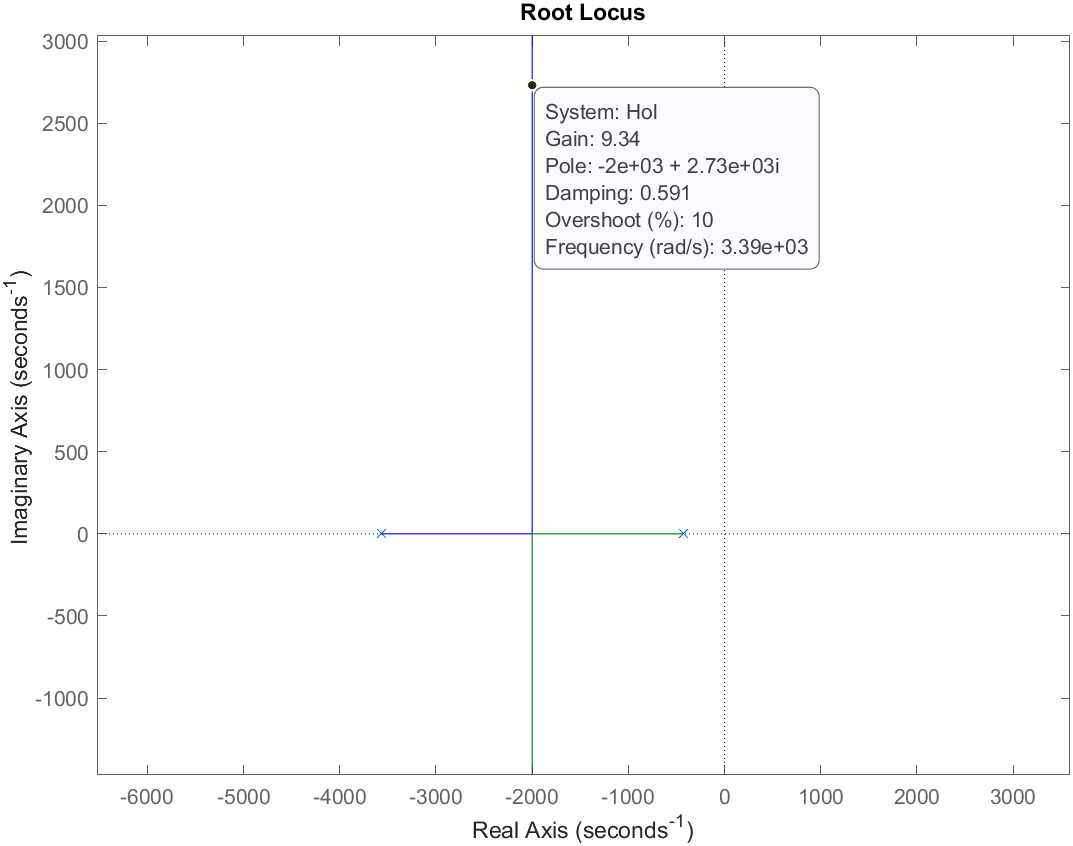 Root Locus
3000
2500
2000
1500
1000
500
0
-500
-1000
Imaginary Axis (seconds⁻¹)
System: Hol
Gain: 9.34
Pole: -2e+03 + 2.73e+03i
Damping: 0.591
Overshoot (%): 10
Frequency (rad/s): 3.39e+03
-6000 -5000 -4000 -3000 -2000 -1000 0 1000 2000 3000
Real Axis (seconds⁻¹)